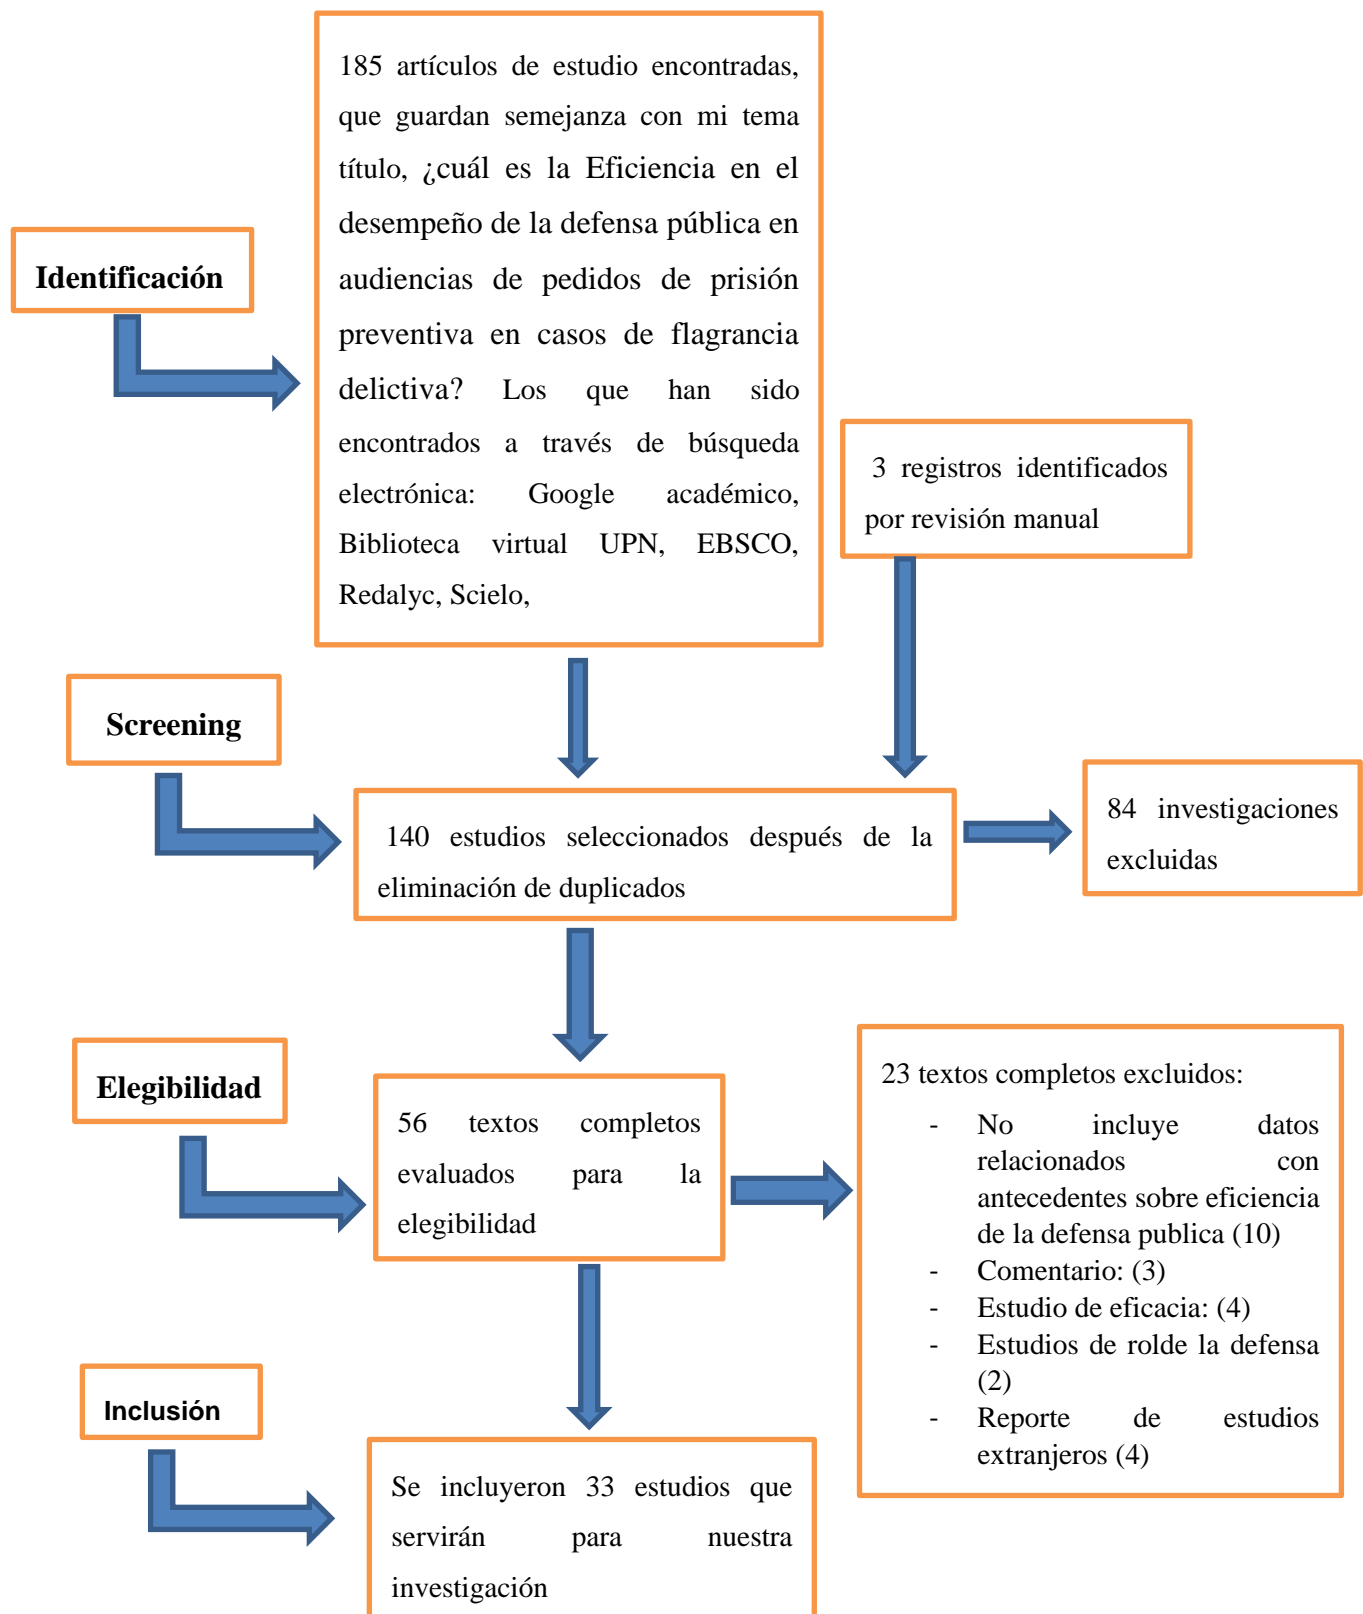 185 artículos de estudio encontradas,
que guardan semejanza con mi tema
título, ¿cuál es la Eficiencia en el
desempeño de la defensa pública en
audiencias de pedidos de prisión
preventiva en casos de flagrancia
delictiva? Los que han sido
encontrados a través de búsqueda
electrónica: Google académico,
Biblioteca virtual UPN, EBSCO,
Redalyc, Scielo,
Identificación
3 registros identificados
por revisión manual
Screening
140 estudios seleccionados después de la
eliminación de duplicados
84 investigaciones
excluidas
Elegibilidad
56 textos completos
evaluados para la
elegibilidad
23 textos completos excluidos:
- No incluye datos
relacionados con
antecedentes sobre eficiencia
de la defensa publica (10)
- Comentario: (3)
- Estudio de eficacia: (4)
- Estudios de rolde la defensa
(2)
- Reporte de estudios
extranjeros (4)
Inclusión
Se incluyeron 33 estudios que
servirán para nuestra
investigación